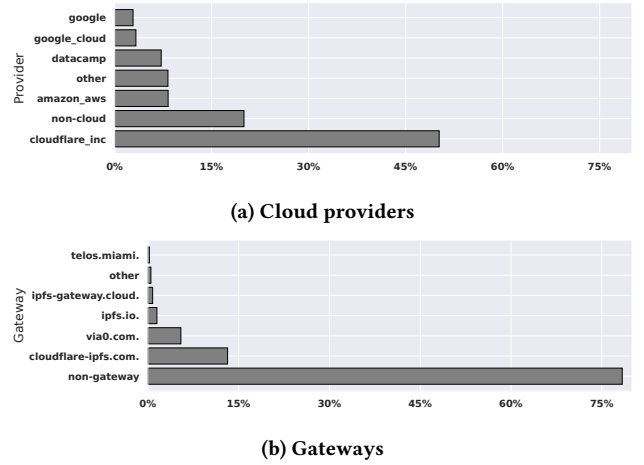 google
google_cloud
datacamp
other
amazon_aws
non-cloud
cloudflare_inc
Provider
0% 15% 30% 45% 60% 75%
(a) Cloud providers
telos.miami.
other
ipfs-gateway.cloud.
ipfs.io.
via0.com.
cloudflare-ipfs.com.
non-gateway
Gateway
0% 15% 30% 45% 60% 75%
(b) Gateways